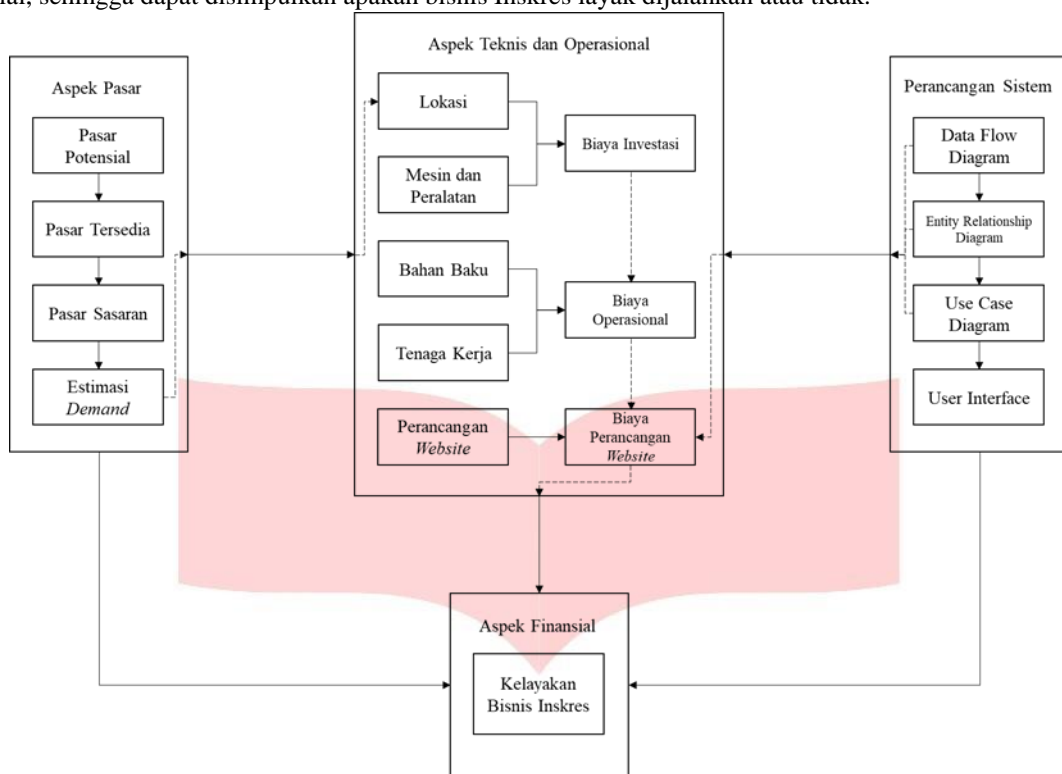 sehingga dapat disimpulkan apakah bisnis Inskres layak dijalankan atau tidak.
Aspek Pasar
Pasar
Potensial
Pasar Tersedia
Pasar Sasaran
Estimasi
Demand
Aspek Teknis dan Operasional
Lokasi
Mesin dan
Peralatan
Bahan Baku
Tenaga Kerja
Perancangan
Website
Biaya Investasi
Biaya
Operasional
Biaya
Perancangan
Website
Perancangan Sistem
Data Flow
Diagram
Entity Relationship
Diagram
Use Case
Diagram
User Interface
Aspek Finansial
Kelayakan
Bisnis Inskres